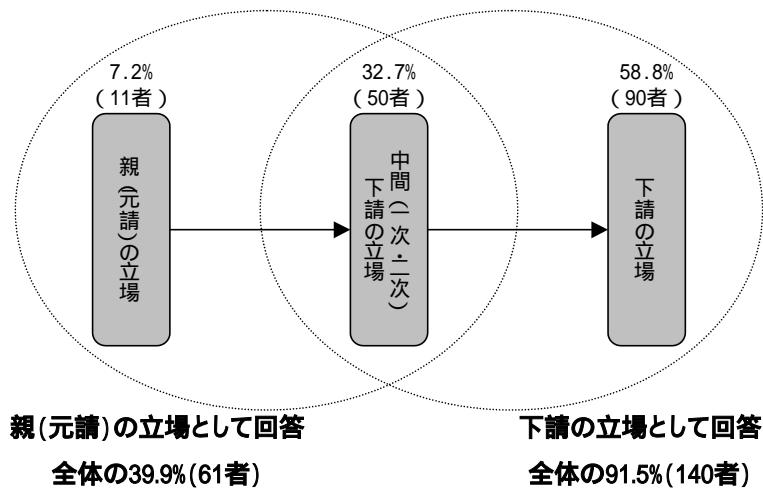 7.2%
(11者)
32.7%
(50者)
58.8%
(90者)
親(元請)の立場
中間(一次・二次)
下請の立場
下請の立場
親(元請)の立場として回答
全体の39.9%(61者)
下請の立場として回答
全体の91.5%(140者)